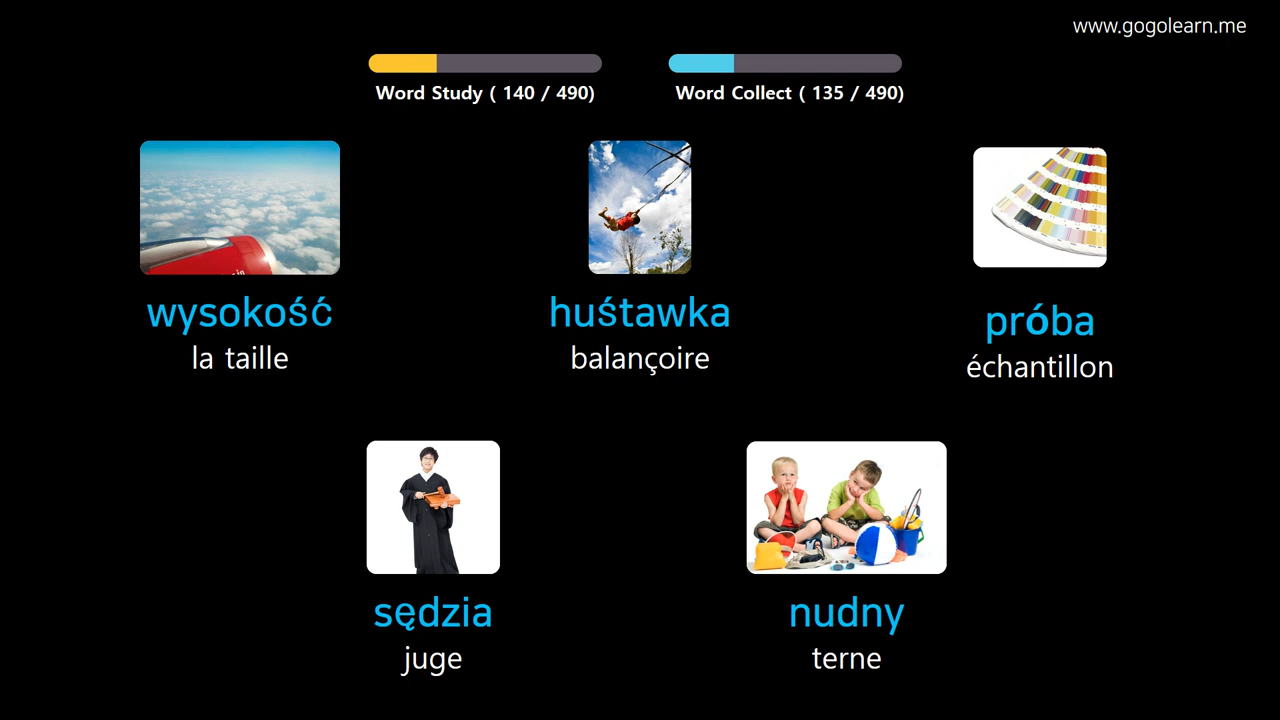 www.gogolearn.me
Word Study ( 140 / 490)
Word Collect ( 135 / 490)
wysokość
la taille
huśtawka
balançoire
próba
échantillon
sędzia
juge
nudny
terne